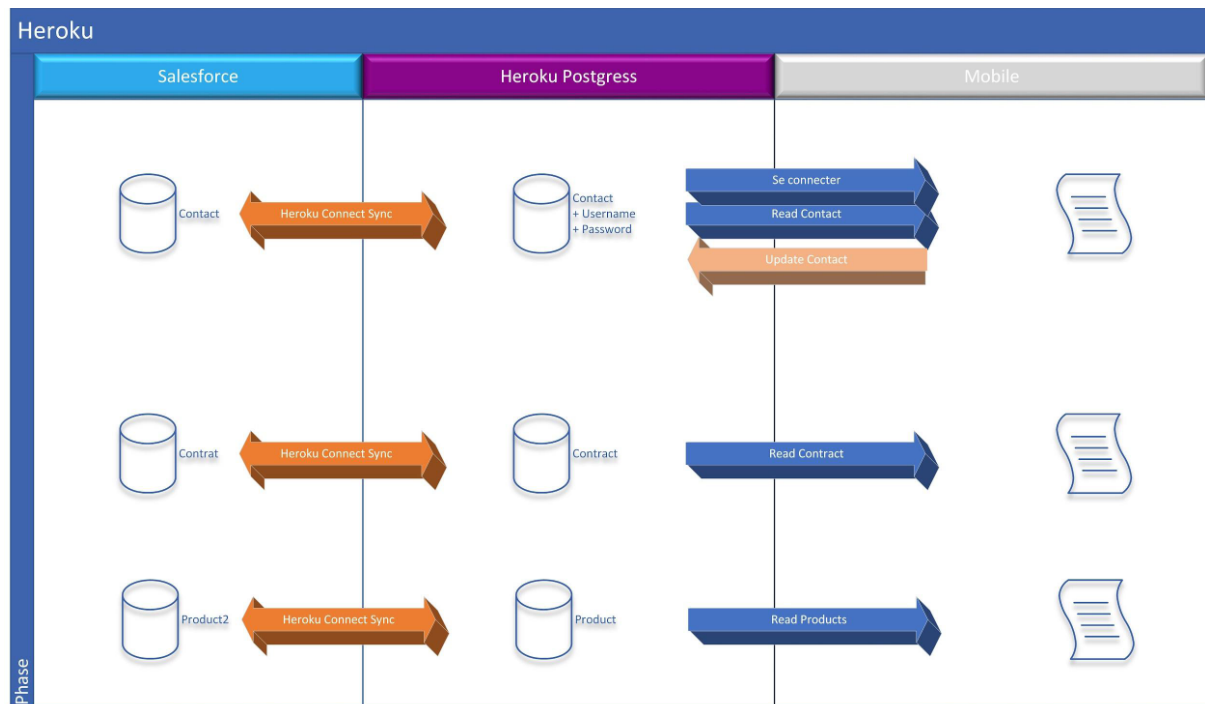 Heroku
Salesforce
Heroku Postgress
Mobile
Contact
Heroku Connect Sync
Contact
+ Username
+ Password
Se connecter
Read Contact
Update Contact
Contrat
Heroku Connect Sync
Contract
Read Contract
Product2
Heroku Connect Sync
Product
Read Products
Phase